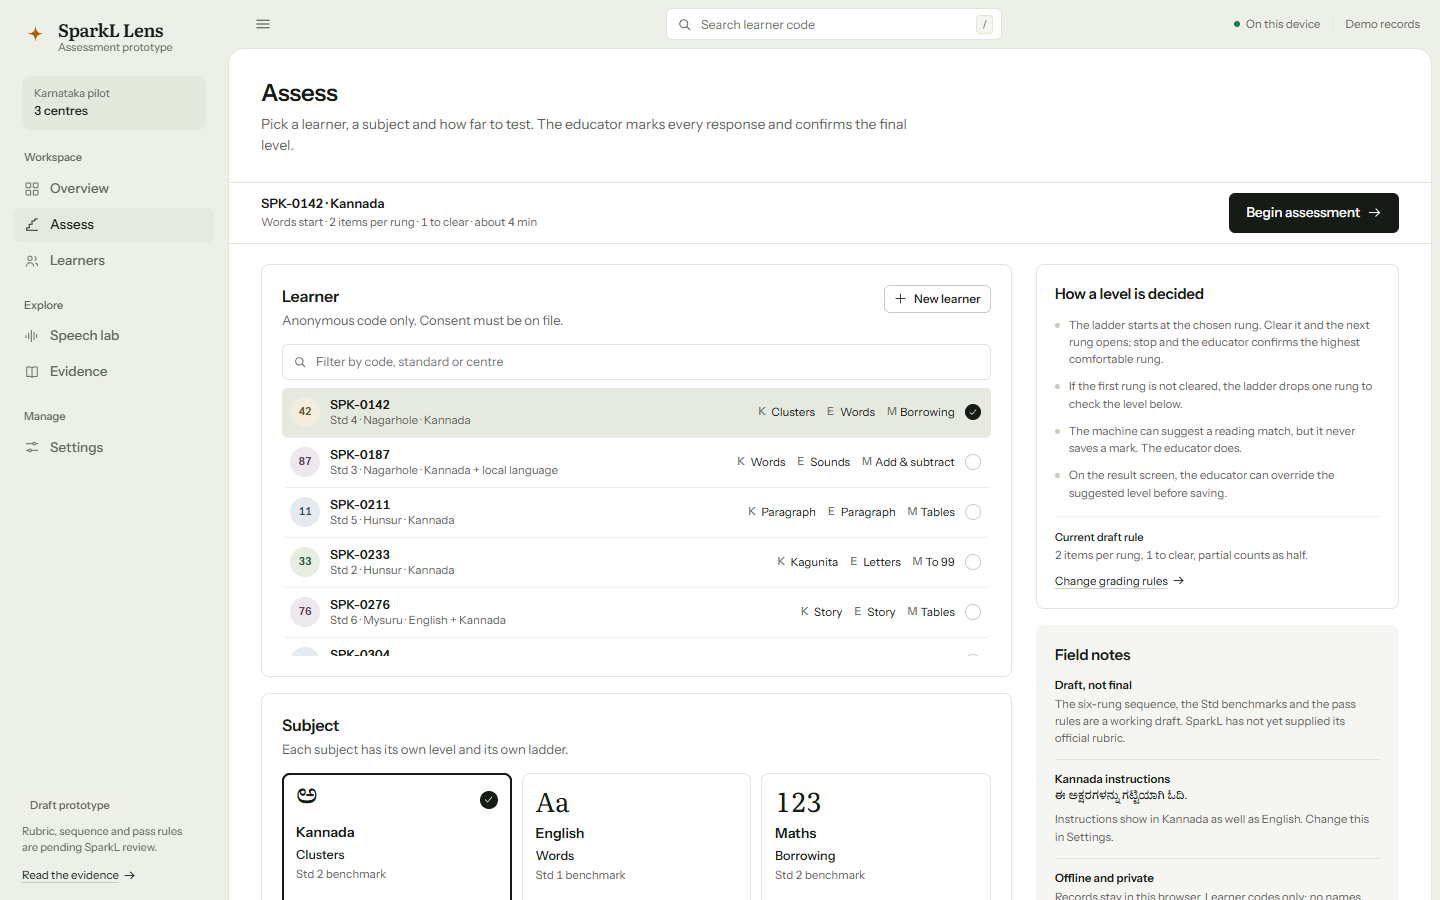 SparkL Lens
Assessment prototype
Search learner code
/
On this device
Demo records
Karnataka pilot
3 centres
Workspace
Overview
Assess
Learners
Explore
Speech lab
Evidence
Manage
Settings
Draft prototype
Rubric, sequence and pass rules
are pending SparkL review.
Read the evidence →
Assess
Pick a learner, a subject and how far to test. The educator marks every response and confirms the final
level.
SPK-0142 · Kannada
Words start · 2 items per rung · 1 to clear · about 4 min
Begin assessment →
Learner
Anonymous code only. Consent must be on file.
+ New learner
Filter by code, standard or centre
42 SPK-0142 K Clusters E Words M Borrowing
Std 4 · Nagarhole · Kannada
87 SPK-0187 K Words E Sounds M Add & subtract
Std 3 · Nagarhole · Kannada + local language
11 SPK-0211 K Paragraph E Paragraph M Tables
Std 5 · Hunsur · Kannada
33 SPK-0233 K Kagunita E Letters M To 99
Std 2 · Hunsur · Kannada
76 SPK-0276 K Story E Story M Tables
Std 6 · Mysuru · English + Kannada
SPK-0304
Subject
Each subject has its own level and its own ladder.
ಅ
Kannada
Clusters
Std 2 benchmark
Aa
English
Words
Std 1 benchmark
123
Maths
Borrowing
Std 2 benchmark
How a level is decided
The ladder starts at the chosen rung. Clear it and the next
rung opens; stop and the educator confirms the highest
comfortable rung.
If the first rung is not cleared, the ladder drops one rung to
check the level below.
The machine can suggest a reading match, but it never
saves a mark. The educator does.
On the result screen, the educator can override the
suggested level before saving.
Current draft rule
2 items per rung, 1 to clear, partial counts as half.
Change grading rules →
Field notes
Draft, not final
The six-rung sequence, the Std benchmarks and the pass
rules are a working draft. SparkL has not yet supplied its
official rubric.
Kannada instructions
ಈ ಅಕ್ಷರಗಳನ್ನು ಗಟ್ಟಿಯಾಗಿ ಓದಿ.
Instructions show in Kannada as well as English. Change this
in Settings.
Offline and private
Records stay in this browser. Learner codes only; no names